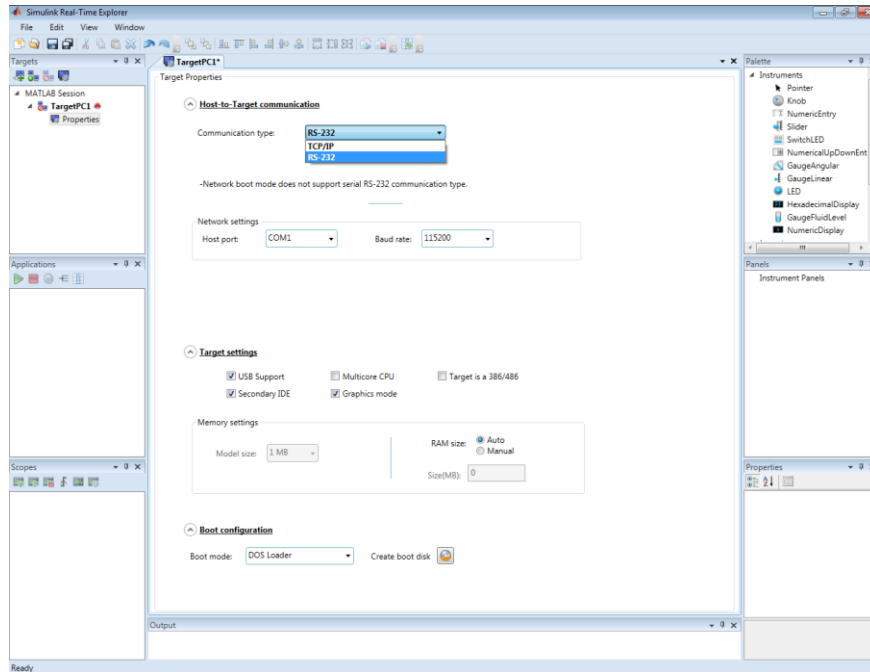 Simulink Real-Time Explorer
File Edit View Window
Targets
MATLAB Session
TargetPC1
Properties
Applications
Scopes
TargetPC1*
Target Properties
Host-to-Target communication
Communication type: RS-232
TCP/IP
RS-232
-Network boot mode does not support serial RS-232 communication type.
Network settings
Host port: COM1 Baud rate: 115200
Target settings
USB Support Multicore CPU Target is a 386/486
Secondary IDE Graphics mode
Memory settings
Model size: 1 MB
RAM size: Auto
Manual
Size(MB): 0
Boot configuration
Boot mode: DOS Loader Create boot disk
Output
Palette
Instruments
Pointer
Knob
NumericEntry
Slider
SwitchLED
NumericalUpDownEnt
GaugeAngular
GaugeLinear
LED
HexadecimalDisplay
GaugeFluidLevel
NumericDisplay
Panels
Instrument Panels
Properties
Ready